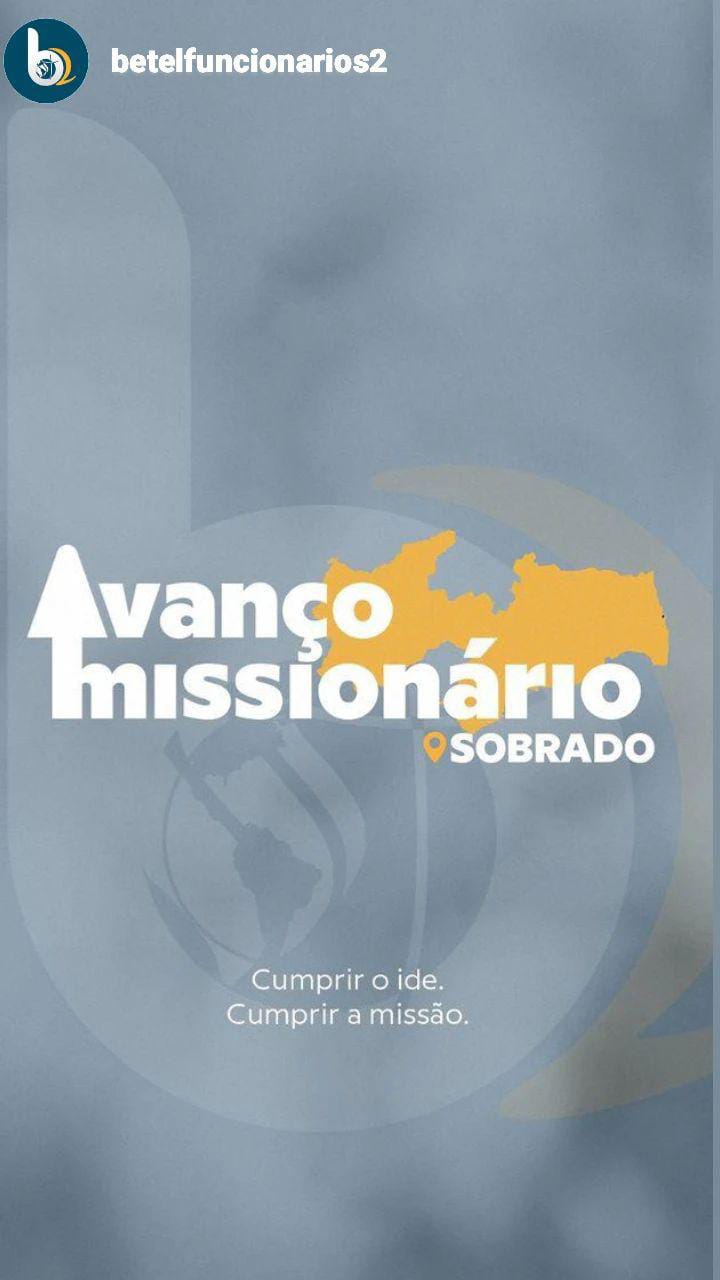 betelfuncionarios2
Avanço
missionário
SOBRADO
Cumprir o ide.
Cumprir a missão.